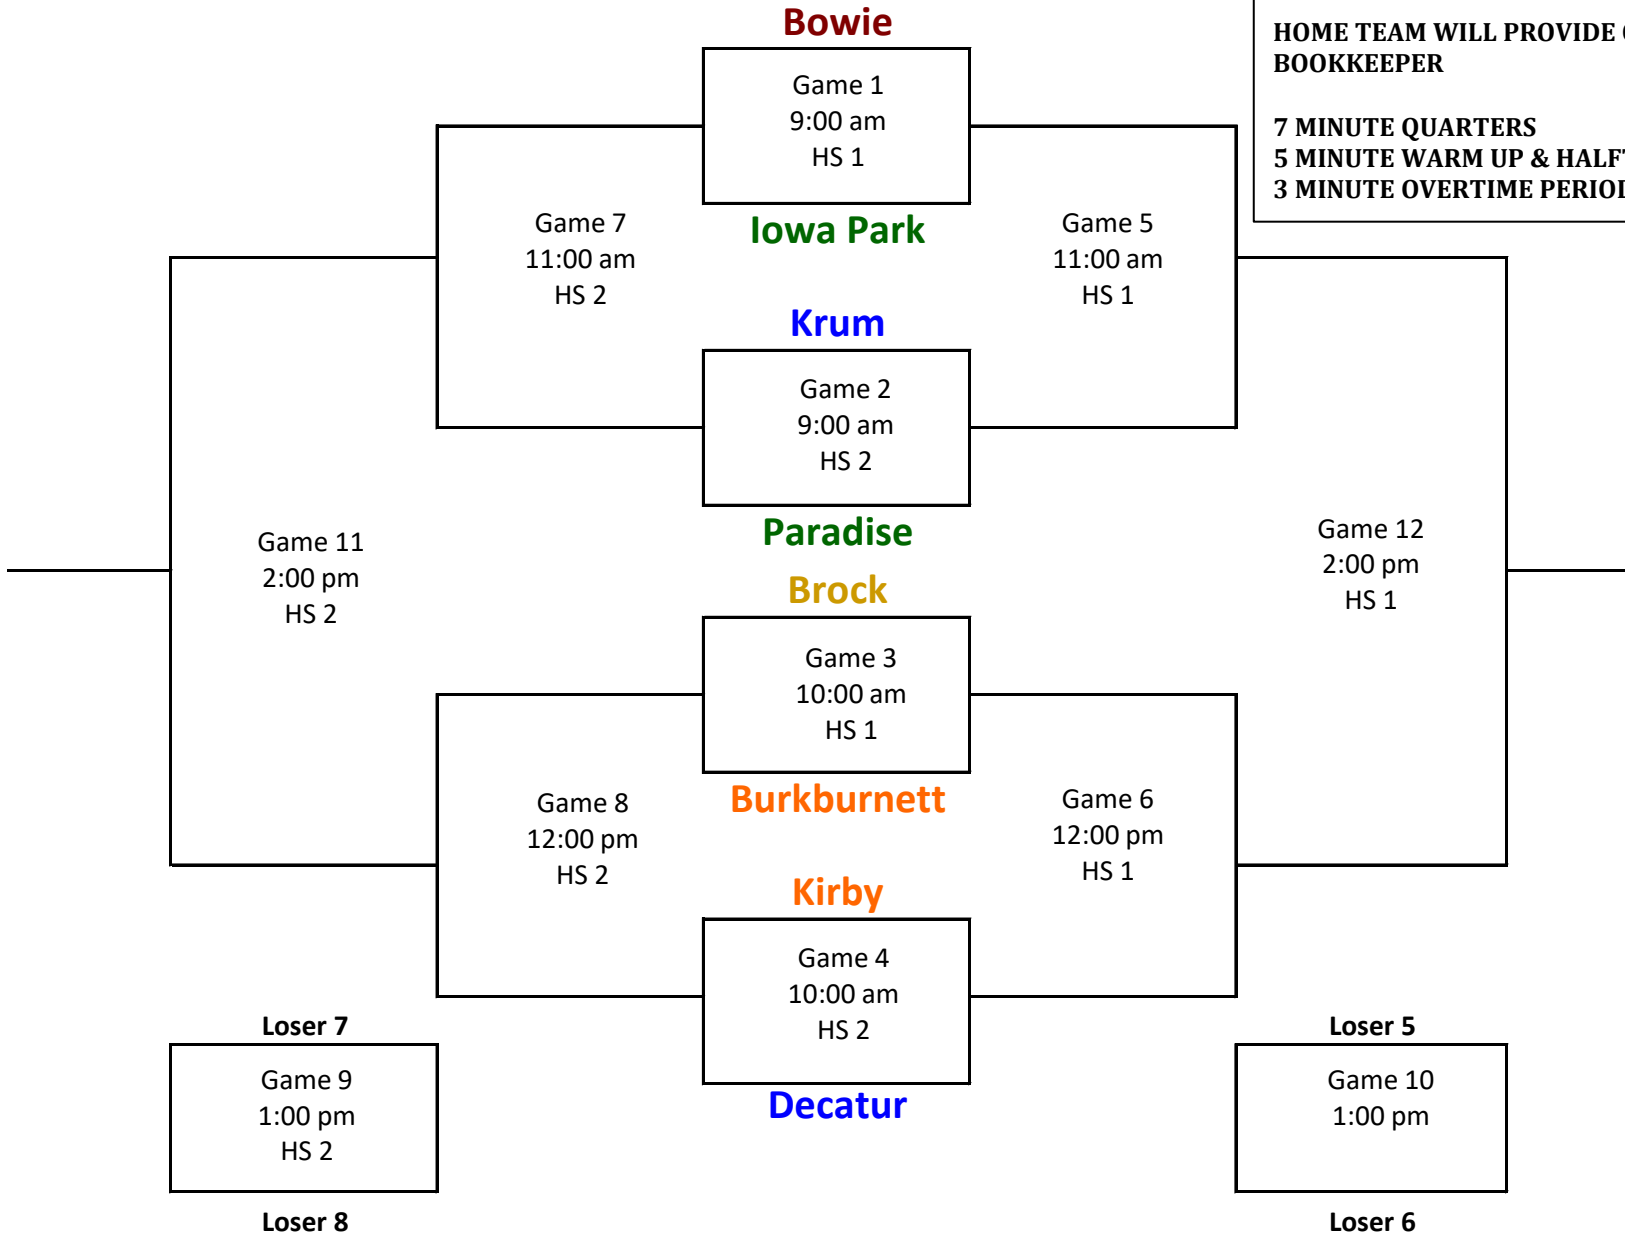 Bowie
HOME TEAM WILL PROVIDE
BOOKKEEPER
7 MINUTE QUARTERS
5 MINUTE WARM UP &
3 MINUTE OVERTIME
Game 1
9:00 am
HS 1
Iowa Park
Game 7
11:00 am
HS 2
Game 5
11:00 am
HS 1
Krum
Game 2
9:00 am
HS 2
Paradise
Game 11
2:00 pm
HS 2
Game 12
2:00 pm
HS 1
Brock
Game 3
10:00 am
HS 1
Burkburnett
Game 8
12:00 pm
HS 2
Game 6
12:00 pm
HS 1
Kirby
Game 4
10:00 am
HS 2
Decatur
Loser 7
Game 9
1:00 pm
HS 2
Loser 8
Loser 5
Game 10
1:00 pm
Loser 6